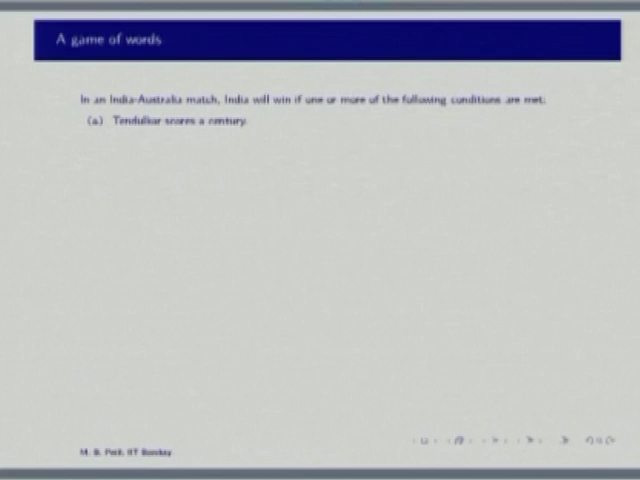 A game of words
In an India-Australia match, India will win if one or more of the following conditions are met:
(a) Tendulkar scores a century.
M. B. Patil, IIT Bombay